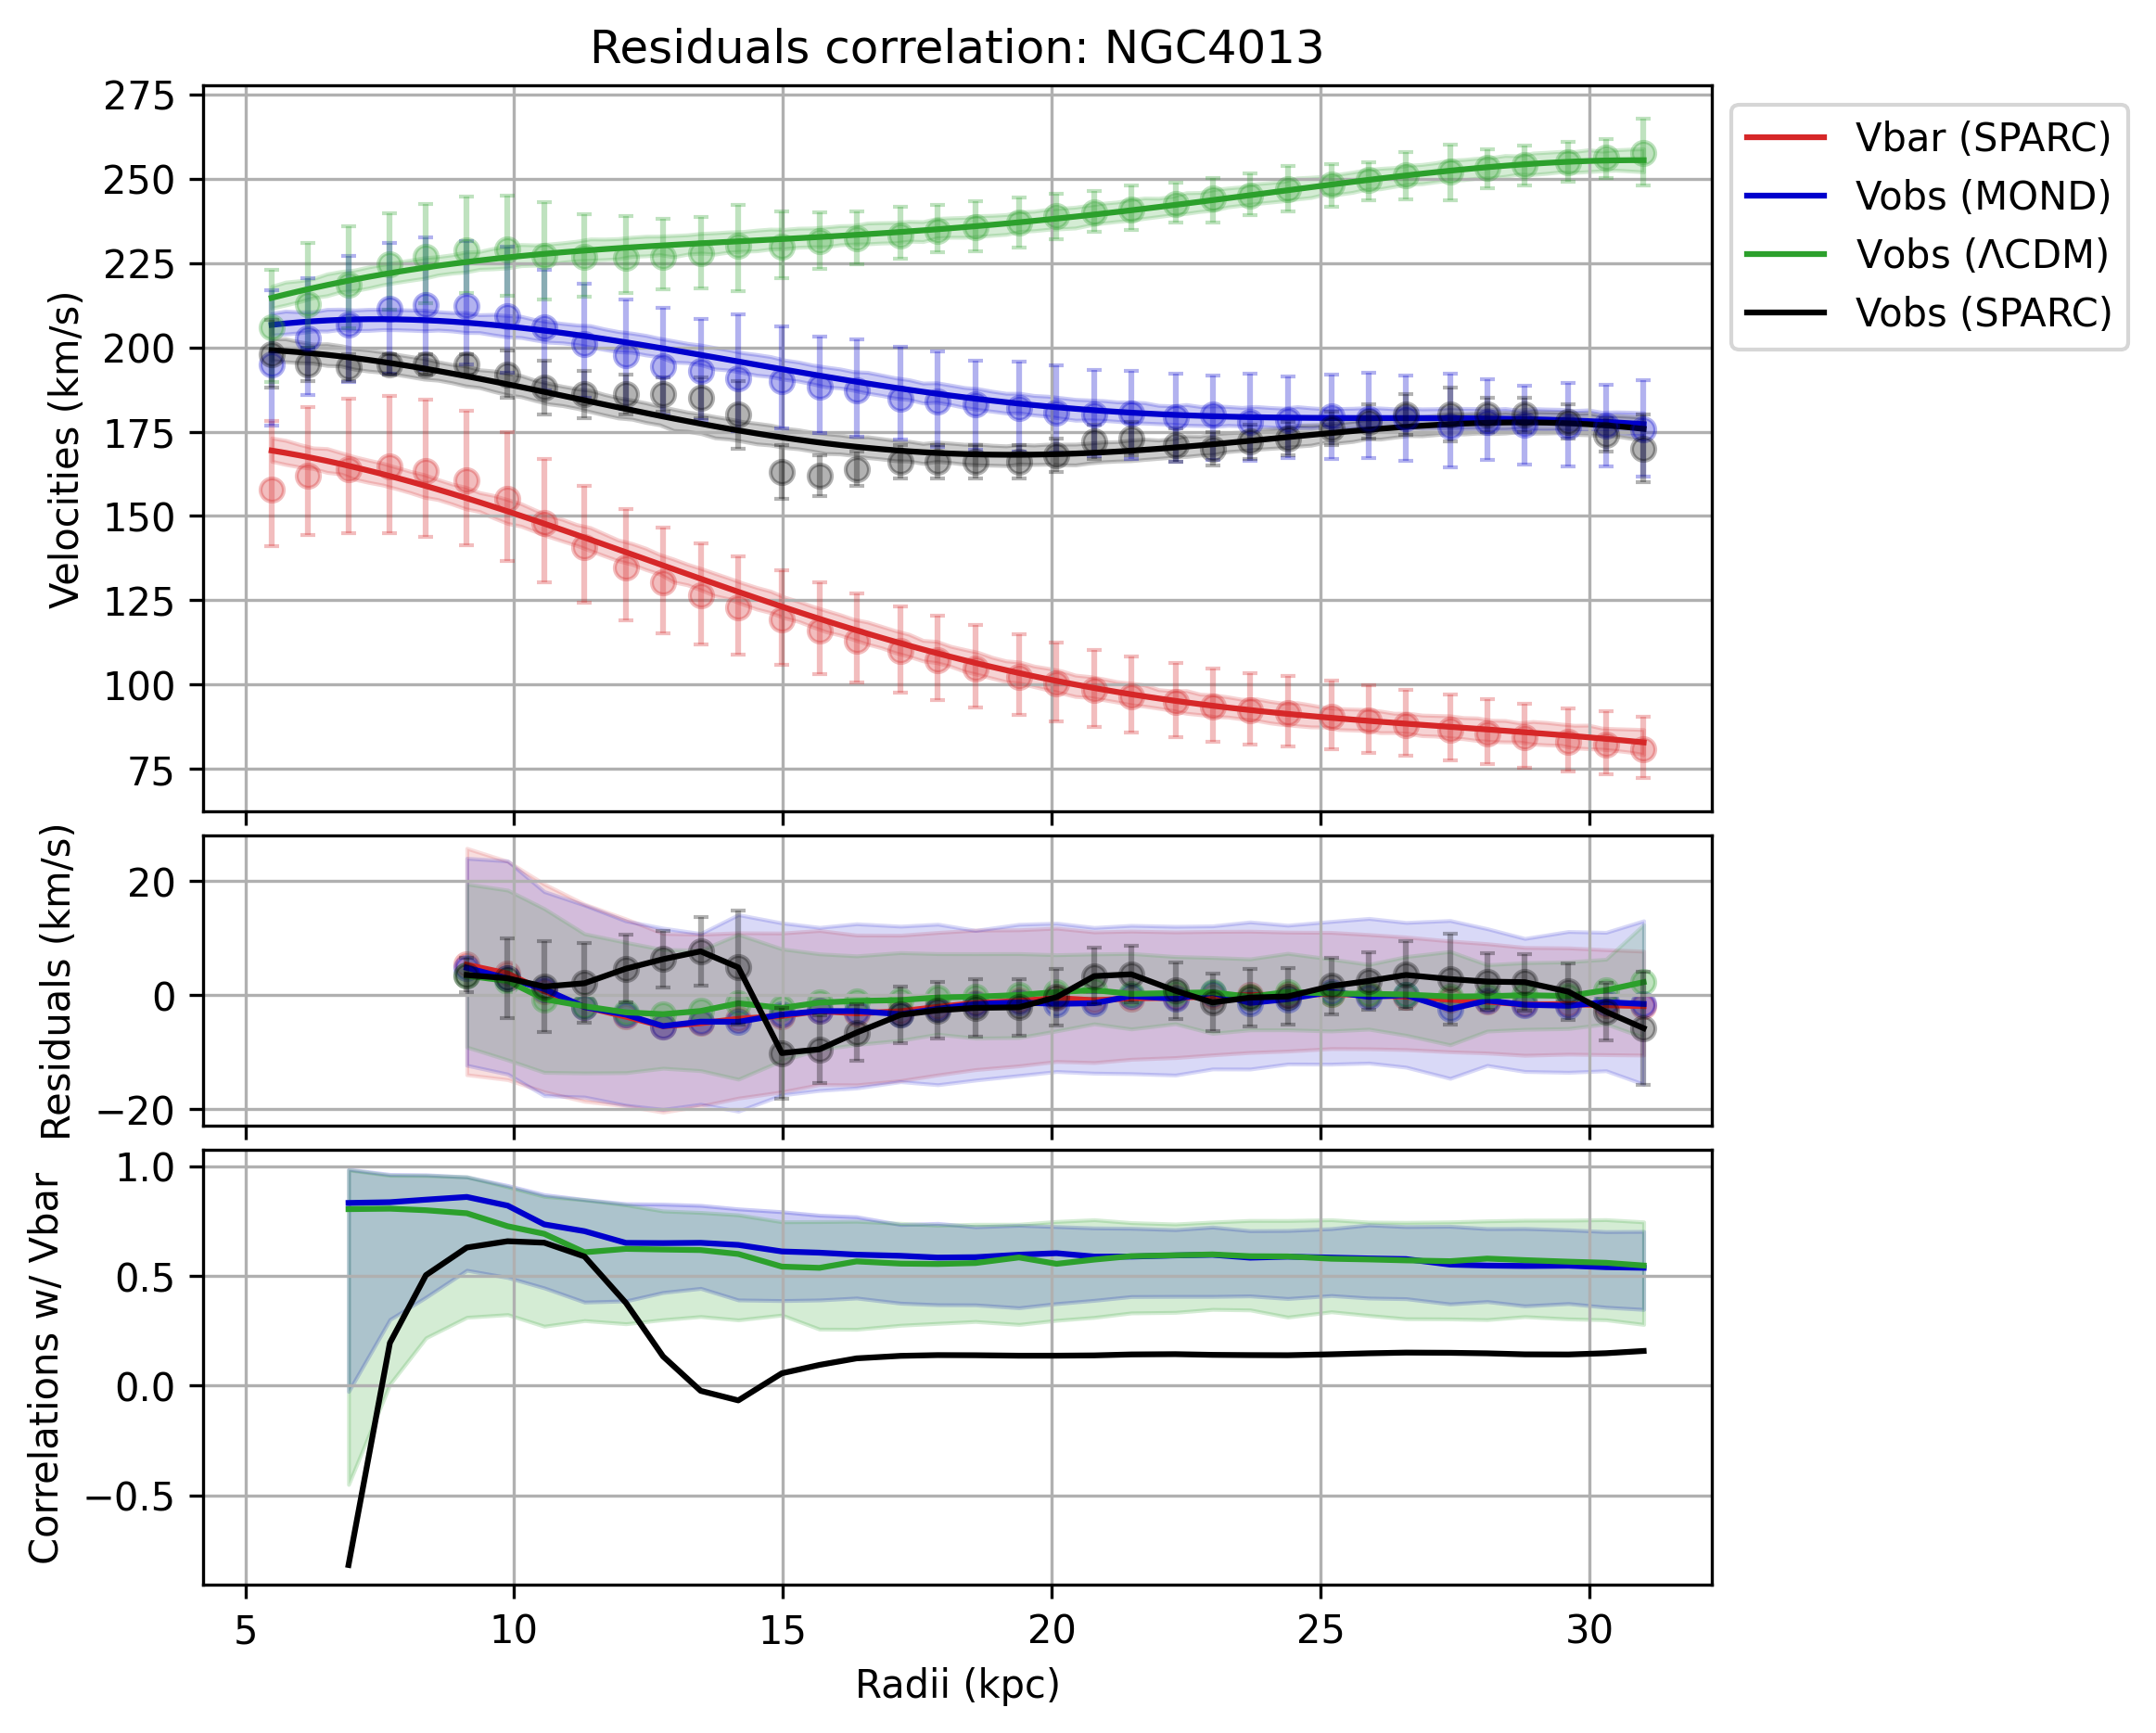 Residuals correlation: NGC4013
Velocities (km/s)
275
250
225
200
175
150
125
100
75
Vbar (SPARC)
Vobs (MOND)
Vobs (ΛCDM)
Vobs (SPARC)
Residuals (km/s)
20
0
−20
Correlations w/ Vbar
1.0
0.5
0.0
−0.5
5 10 15 20 25 30
Radii (kpc)